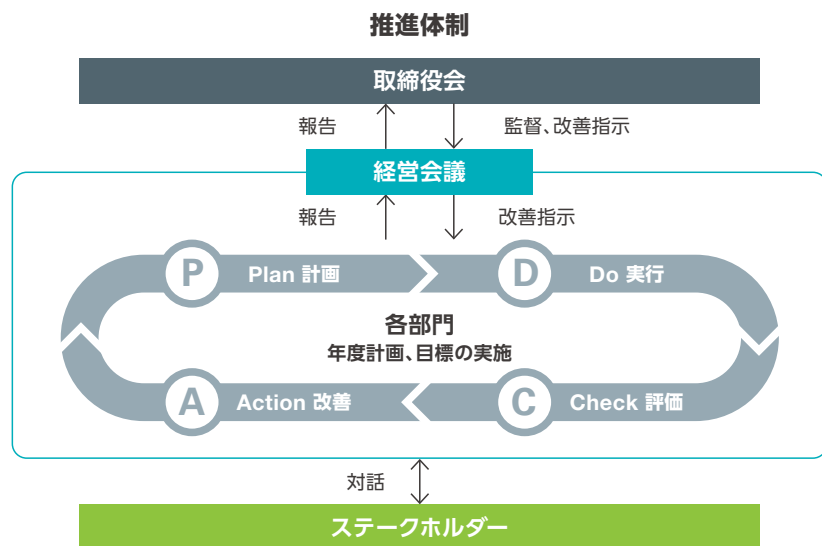 推進体制
取締役会
報告
監督、改善指示
経営会議
報告
改善指示
P
Plan 計画
D
Do 実行
各部門
年度計画、目標の実施
A
Action 改善
C
Check 評価
対話
ステークホルダー